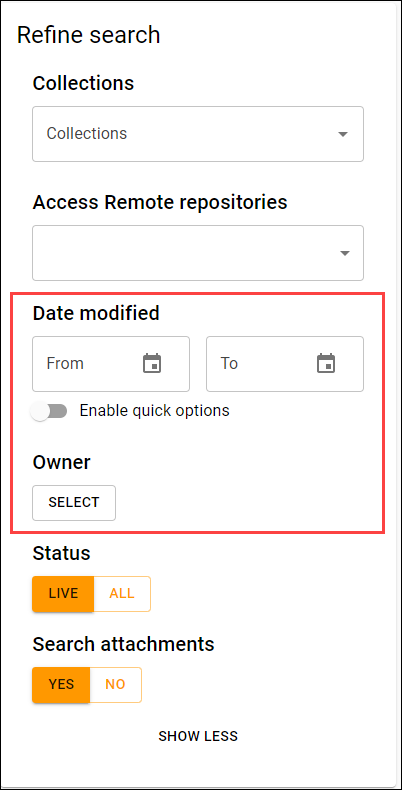 Refine search
Collections
Collections
Access Remote repositories
Date modified
From To
Enable quick options
Owner
SELECT
Status
LIVE ALL
Search attachments
YES NO
SHOW LESS